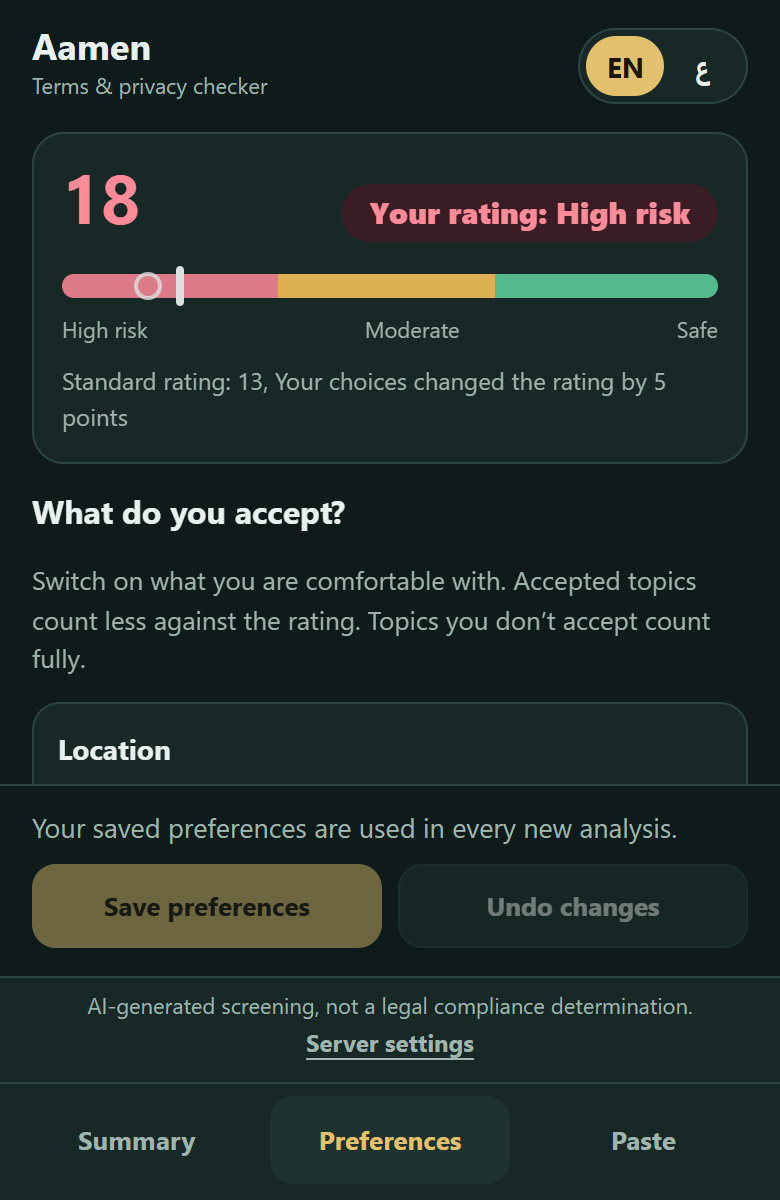 Aamen
Terms & privacy checker
EN
ع
18
Your rating: High risk
High risk
Moderate
Safe
Standard rating: 13, Your choices changed the rating by 5
points
What do you accept?
Switch on what you are comfortable with. Accepted topics
count less against the rating. Topics you don’t accept count
fully.
Location
Your saved preferences are used in every new analysis.
Save preferences
Undo changes
AI-generated screening, not a legal compliance determination.
Server settings
Summary
Preferences
Paste